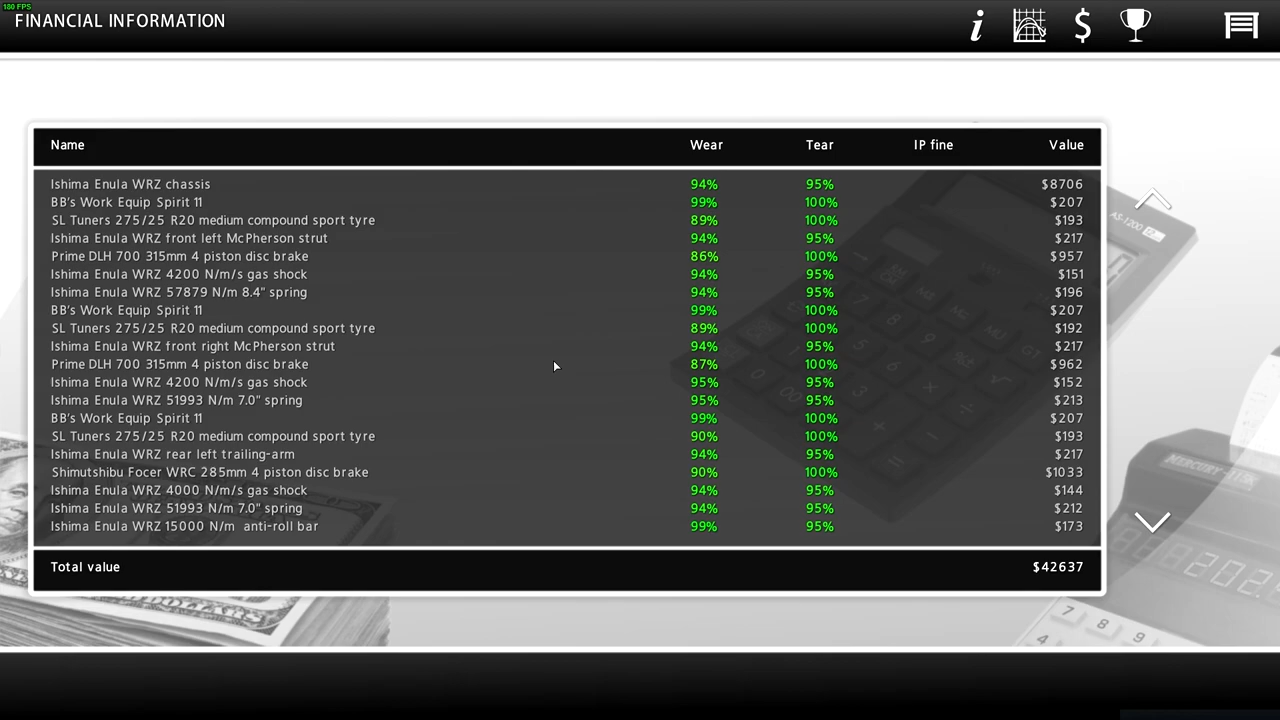 180 FPS
FINANCIAL INFORMATION
Name Wear Tear IP fine Value
Ishima Enula WRZ chassis 94% 95% $8706
BB's Work Equip Spirit 11 99% 100% $207
SL Tuners 275/25 R20 medium compound sport tyre 89% 100% $193
Ishima Enula WRZ front left McPherson strut 94% 95% $217
Prime DLH 700 315mm 4 piston disc brake 86% 100% $957
Ishima Enula WRZ 4200 N/m/s gas shock 94% 95% $151
Ishima Enula WRZ 57879 N/m 8.4" spring 94% 95% $196
BB's Work Equip Spirit 11 99% 100% $207
SL Tuners 275/25 R20 medium compound sport tyre 89% 100% $192
Ishima Enula WRZ front right McPherson strut 94% 95% $217
Prime DLH 700 315mm 4 piston disc brake 87% 100% $962
Ishima Enula WRZ 4200 N/m/s gas shock 95% 95% $152
Ishima Enula WRZ 51993 N/m 7.0" spring 95% 95% $213
BB's Work Equip Spirit 11 99% 100% $207
SL Tuners 275/25 R20 medium compound sport tyre 90% 100% $193
Ishima Enula WRZ rear left trailing-arm 94% 95% $217
Shimutshibu Focer WRC 285mm 4 piston disc brake 90% 100% $1033
Ishima Enula WRZ 4000 N/m/s gas shock 94% 95% $144
Ishima Enula WRZ 51993 N/m 7.0" spring 94% 95% $212
Ishima Enula WRZ 15000 N/m anti-roll bar 99% 95% $173
Total value $42637
AS-1200
7 8 9
4